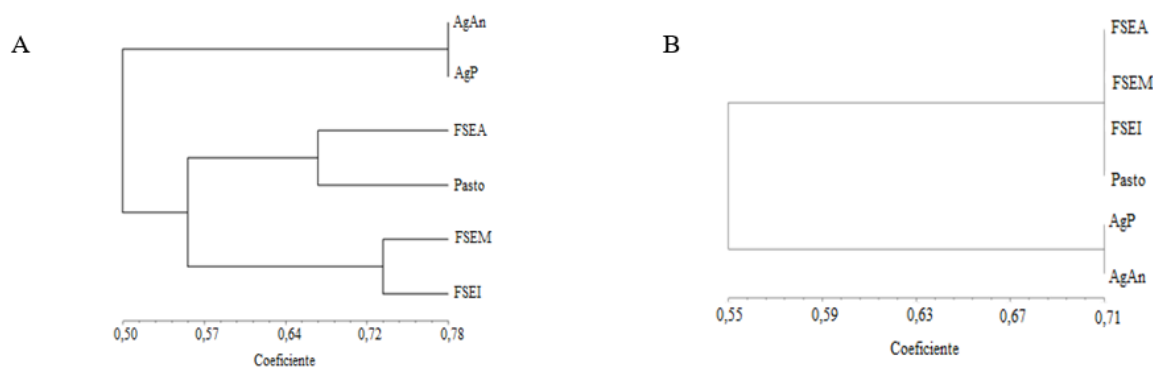 A
AgAn
AgP
FSEA
Pasto
FSEM
FSEI
0,50 0,57 0,64 0,72 0,78
Coeficiente
B
FSEA
FSEM
FSEI
Pasto
AgP
AgAn
0,55 0,59 0,63 0,67 0,71
Coeficiente